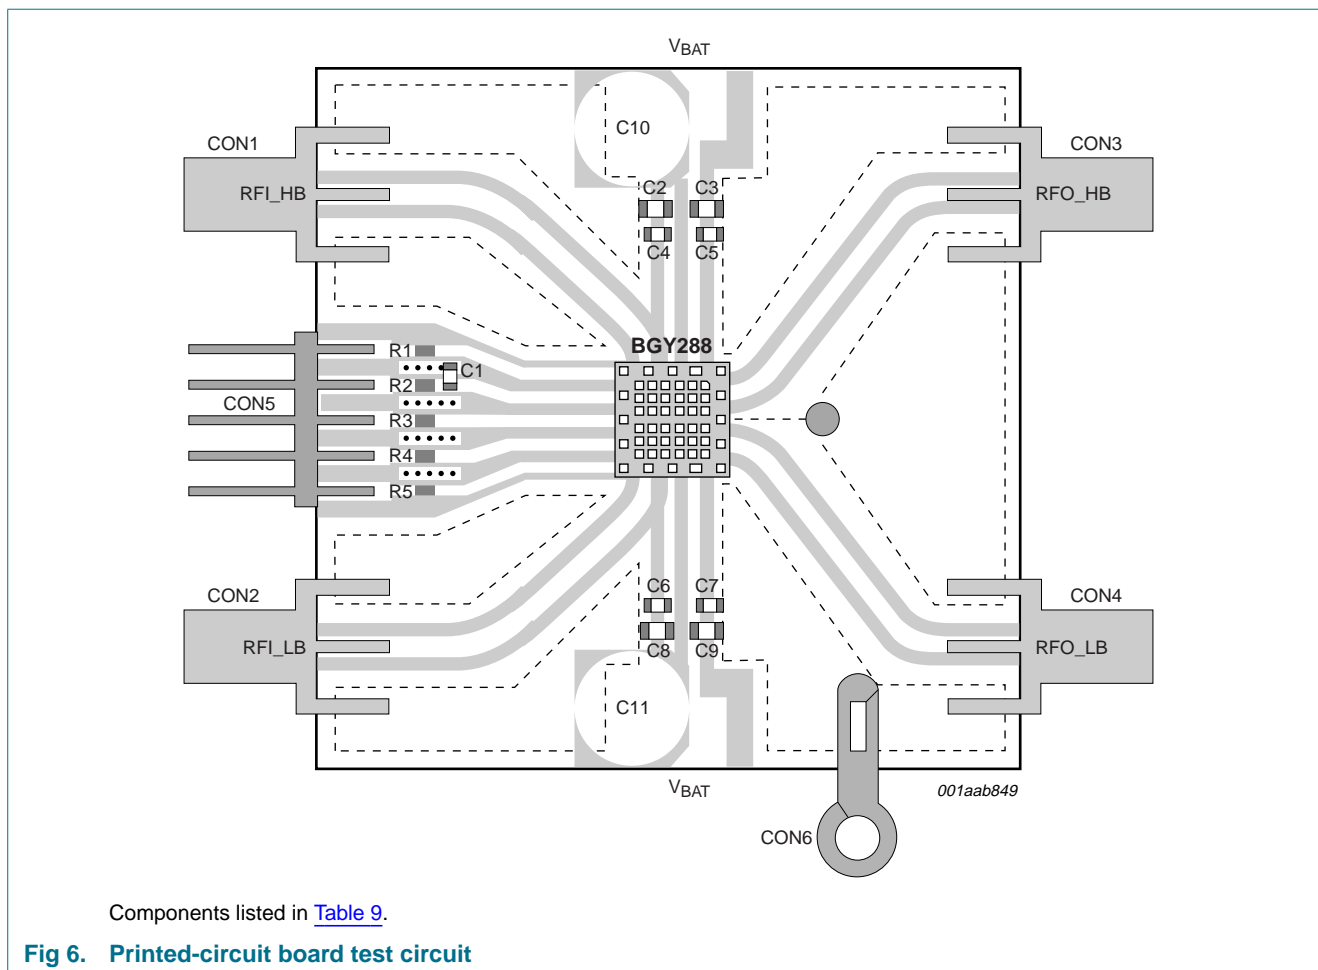 VBAT
C10
CON1
CON3
C2 C3
RFI_HB
RFO_HB
C4 C5
BGY288
R1
C1
R2
CON5
R3
R4
R5
C6 C7
CON2
CON4
RFI_LB
RFO_LB
C8 C9
C11
VBAT
001aab849
CON6
Components listed in Table 9.
Fig 6. Printed-circuit board test circuit